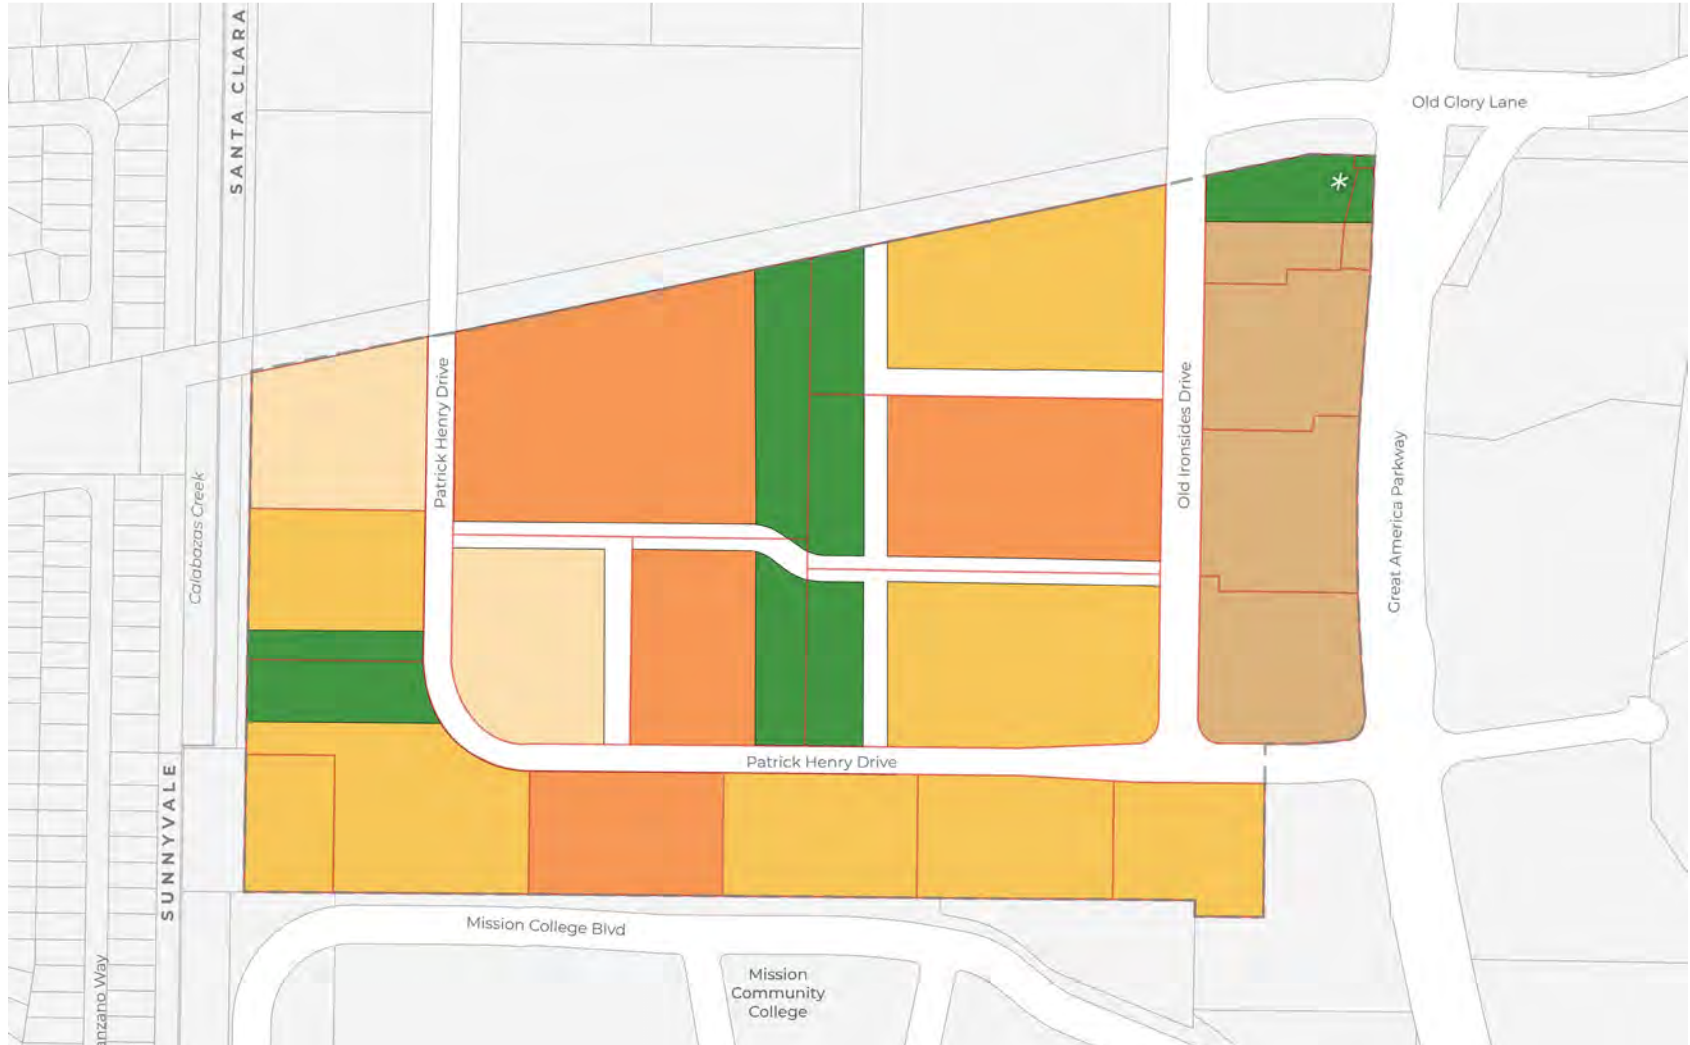 SANTA CLARA
Old Glory Lane
*
Patrick Henry Drive
Old Ironsides Drive
Great America Parkway
Calabazas Creek
Patrick Henry Drive
SUNNYVALE
Mission College Blvd
Mission
Community
College
anzano Way